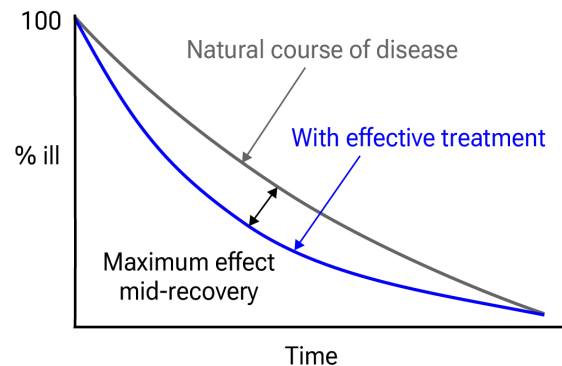 100
Natural course of disease
With effective treatment
% ill
Maximum effect
mid-recovery
Time